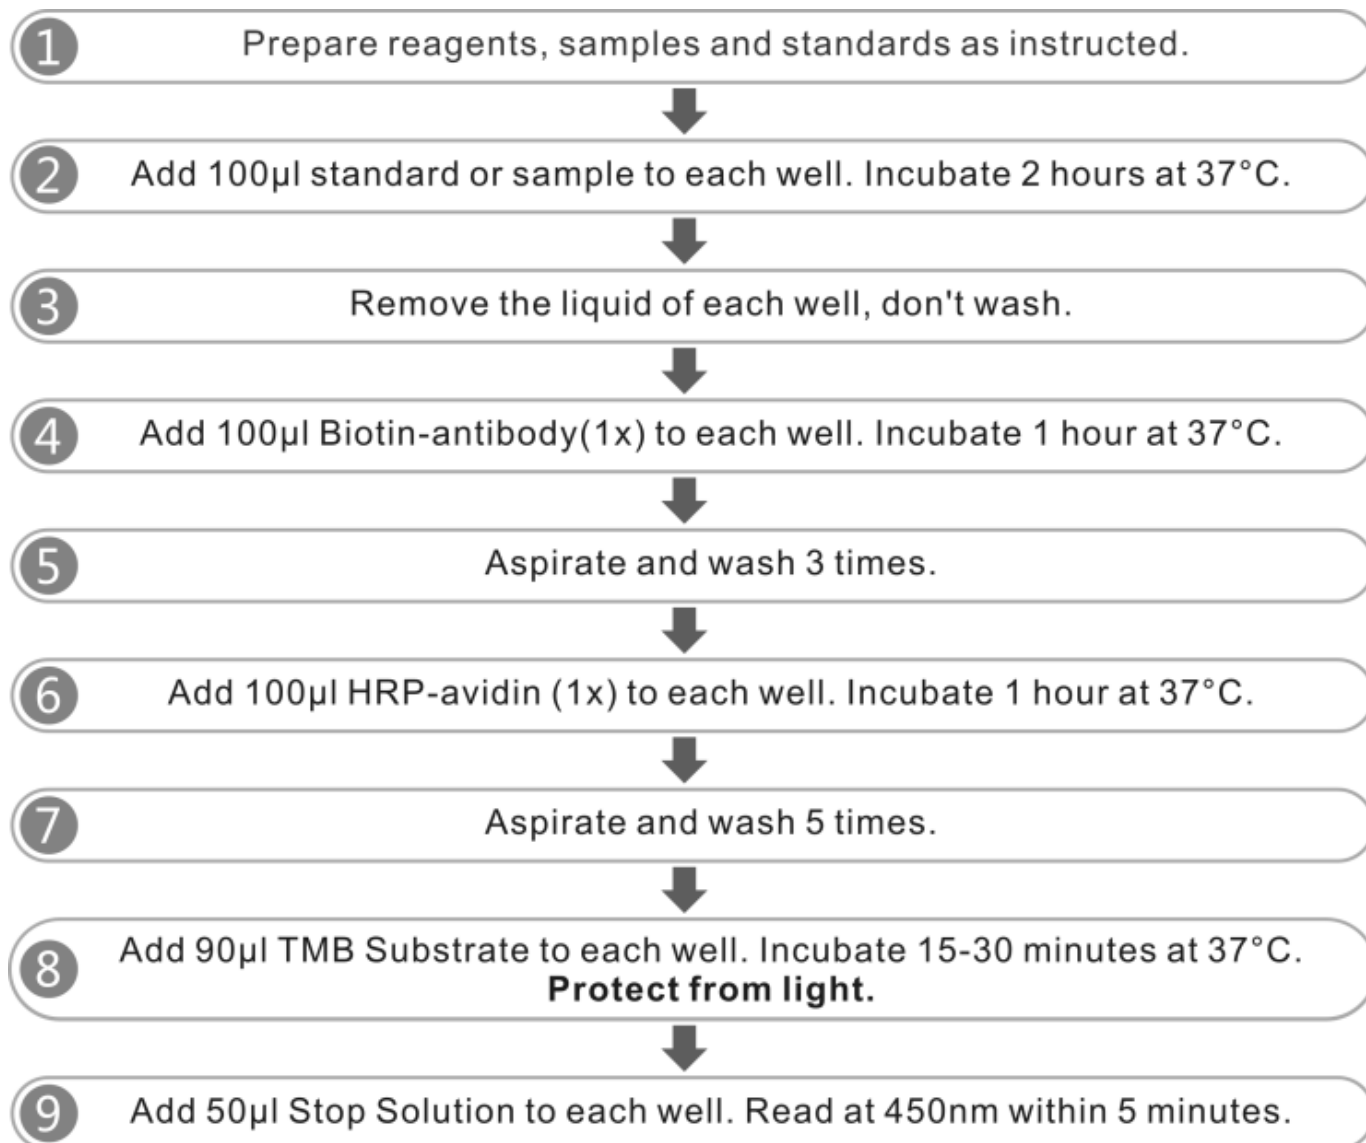 1 Prepare reagents, samples and standards as instructed.
2 Add 100µl standard or sample to each well. Incubate 2 hours at 37°C.
3 Remove the liquid of each well, don't wash.
4 Add 100µl Biotin-antibody(1x) to each well. Incubate 1 hour at 37°C.
5 Aspirate and wash 3 times.
6 Add 100µl HRP-avidin (1x) to each well. Incubate 1 hour at 37°C.
7 Aspirate and wash 5 times.
8 Add 90µl TMB Substrate to each well. Incubate 15-30 minutes at 37°C.
Protect from light.
9 Add 50µl Stop Solution to each well. Read at 450nm within 5 minutes.